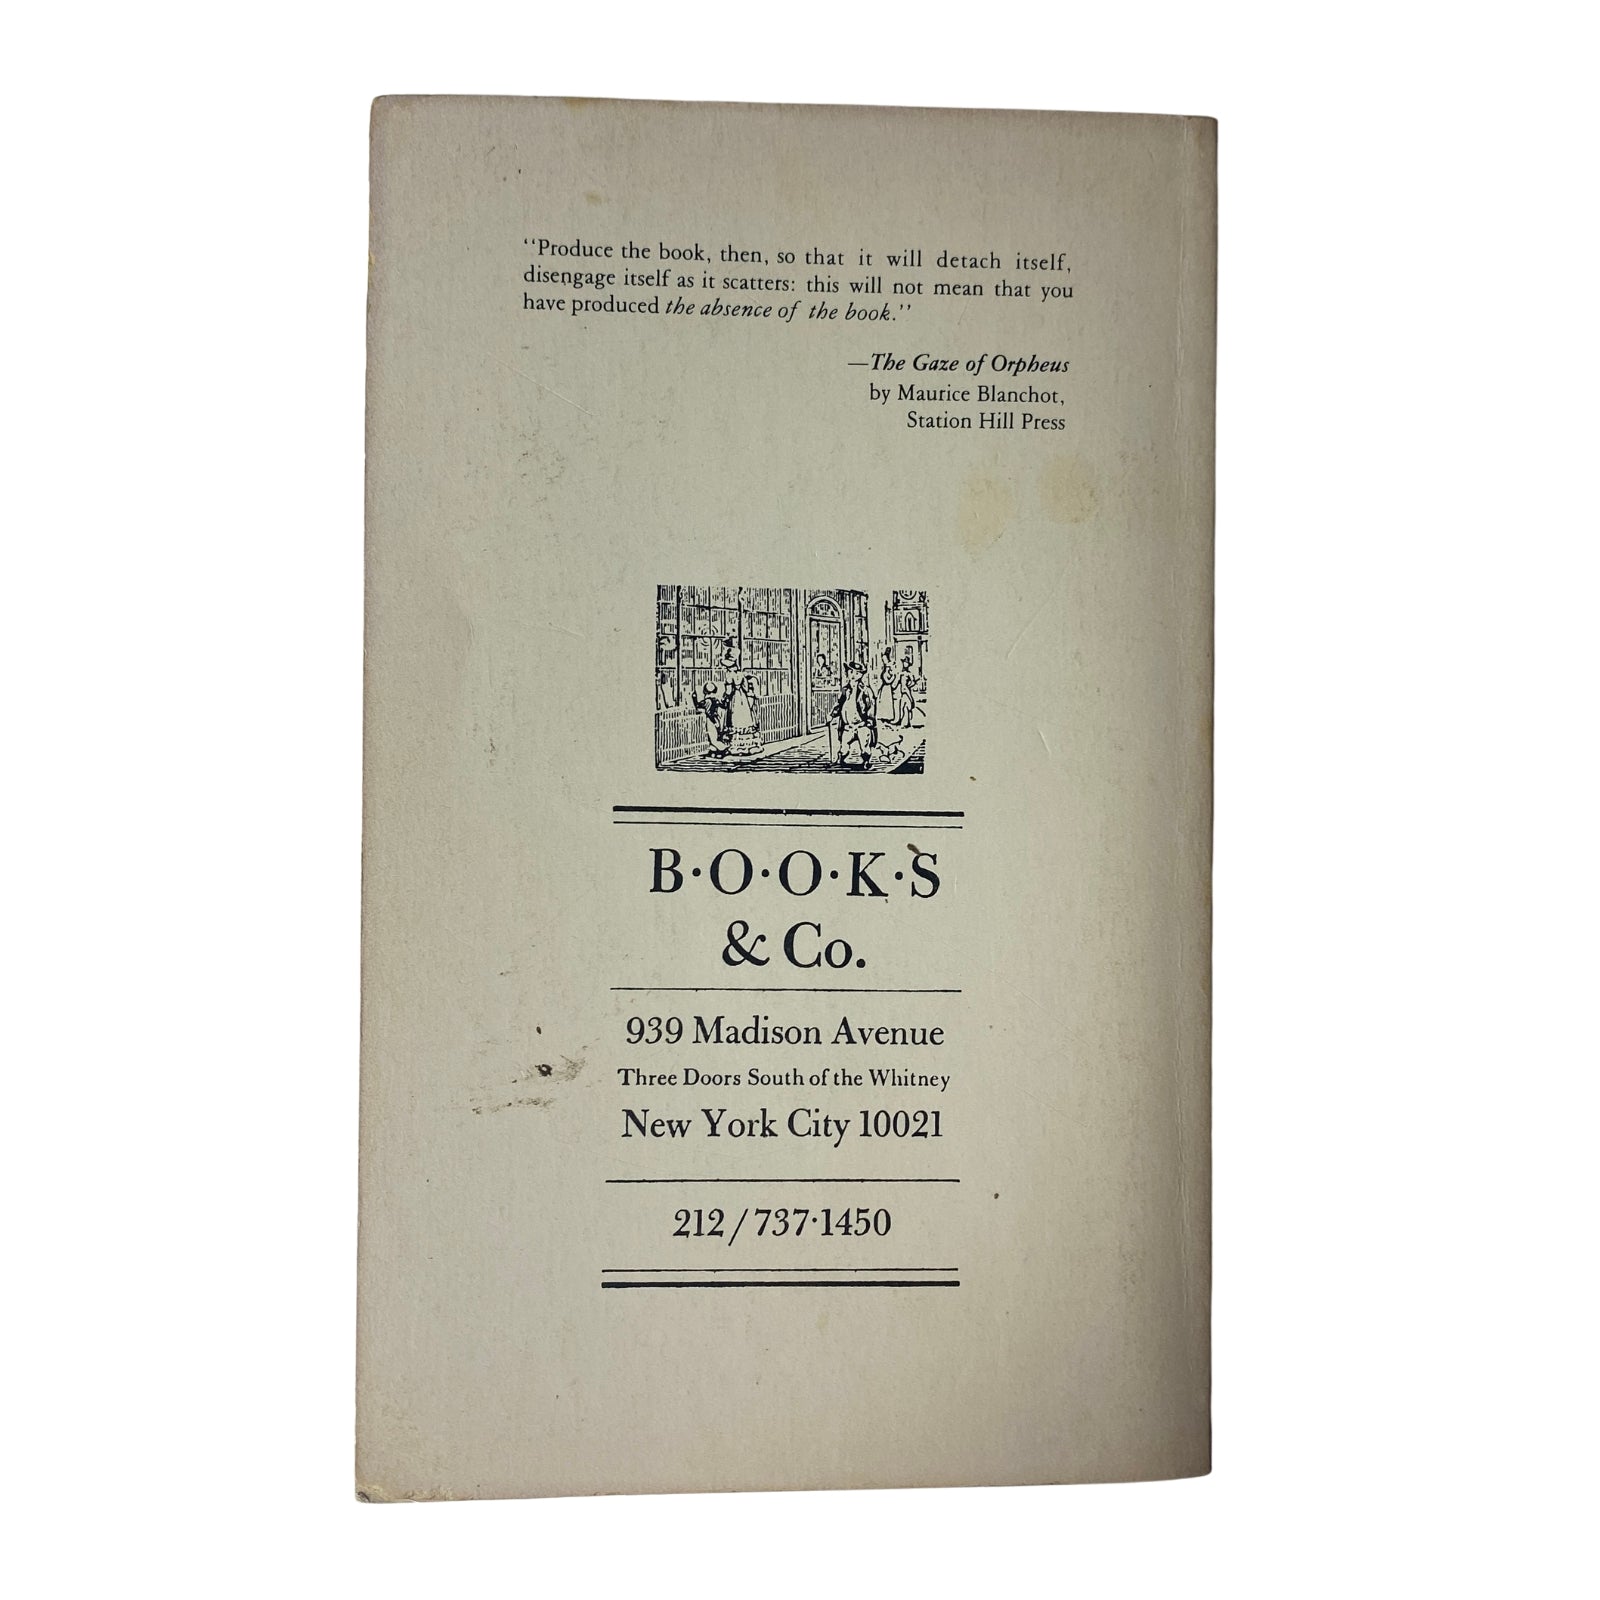 ‘‘Produce the book, then, so that it will detach itself,
disengage itself as it scatters: this will not mean that you
have produced the absence of the book.’’
—The Gaze of Orpheus
by Maurice Blanchot,
Station Hill Press
B·O·O·K·S
& Co.
939 Madison Avenue
Three Doors South of the Whitney
New York City 10021
212/737·1450